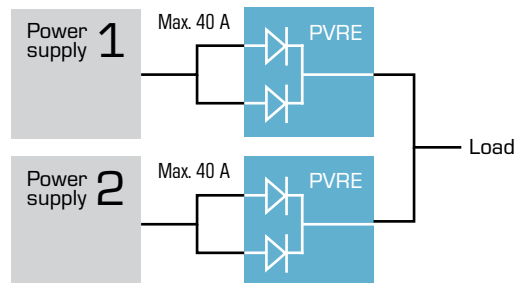 Power supply 1
Max. 40 A
PVRE
Load
Power supply 2
Max. 40 A
PVRE